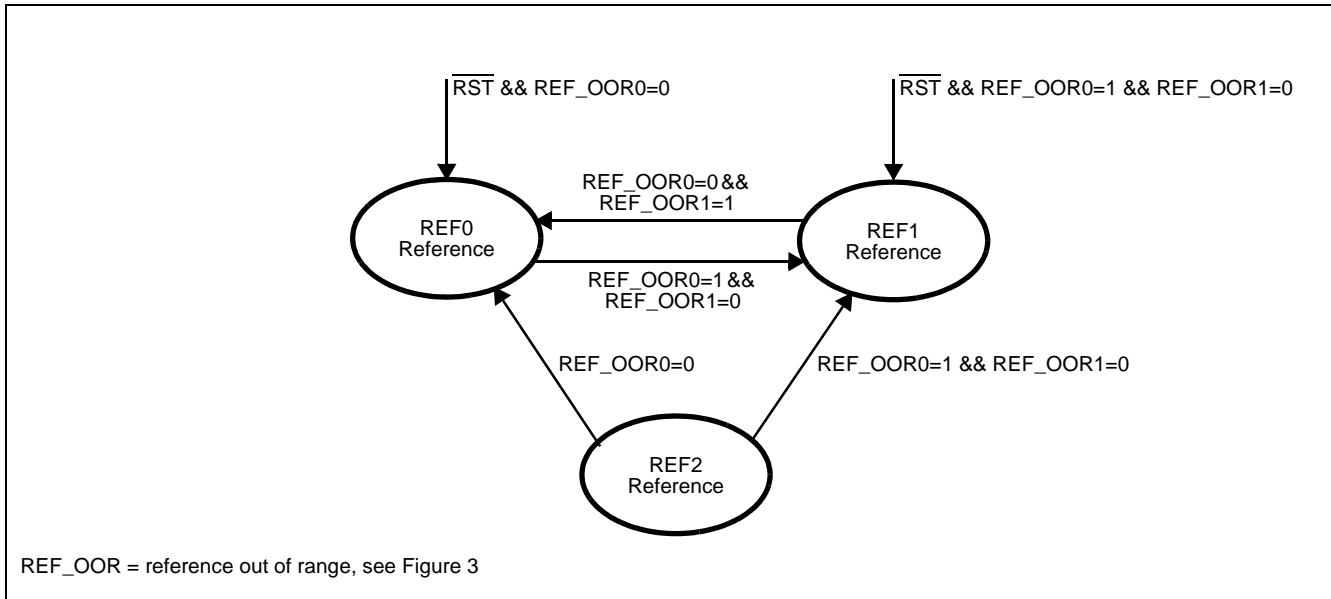 RST && REF_OOR0=0
RST && REF_OOR0=1 && REF_OOR1=0
REF_OOR0=0 &&
REF_OOR1=1
REF0
Reference
REF1
Reference
REF_OOR0=1 &&
REF_OOR1=0
REF_OOR0=0
REF_OOR0=1 && REF_OOR1=0
REF2
Reference
REF_OOR = reference out of range, see Figure 3